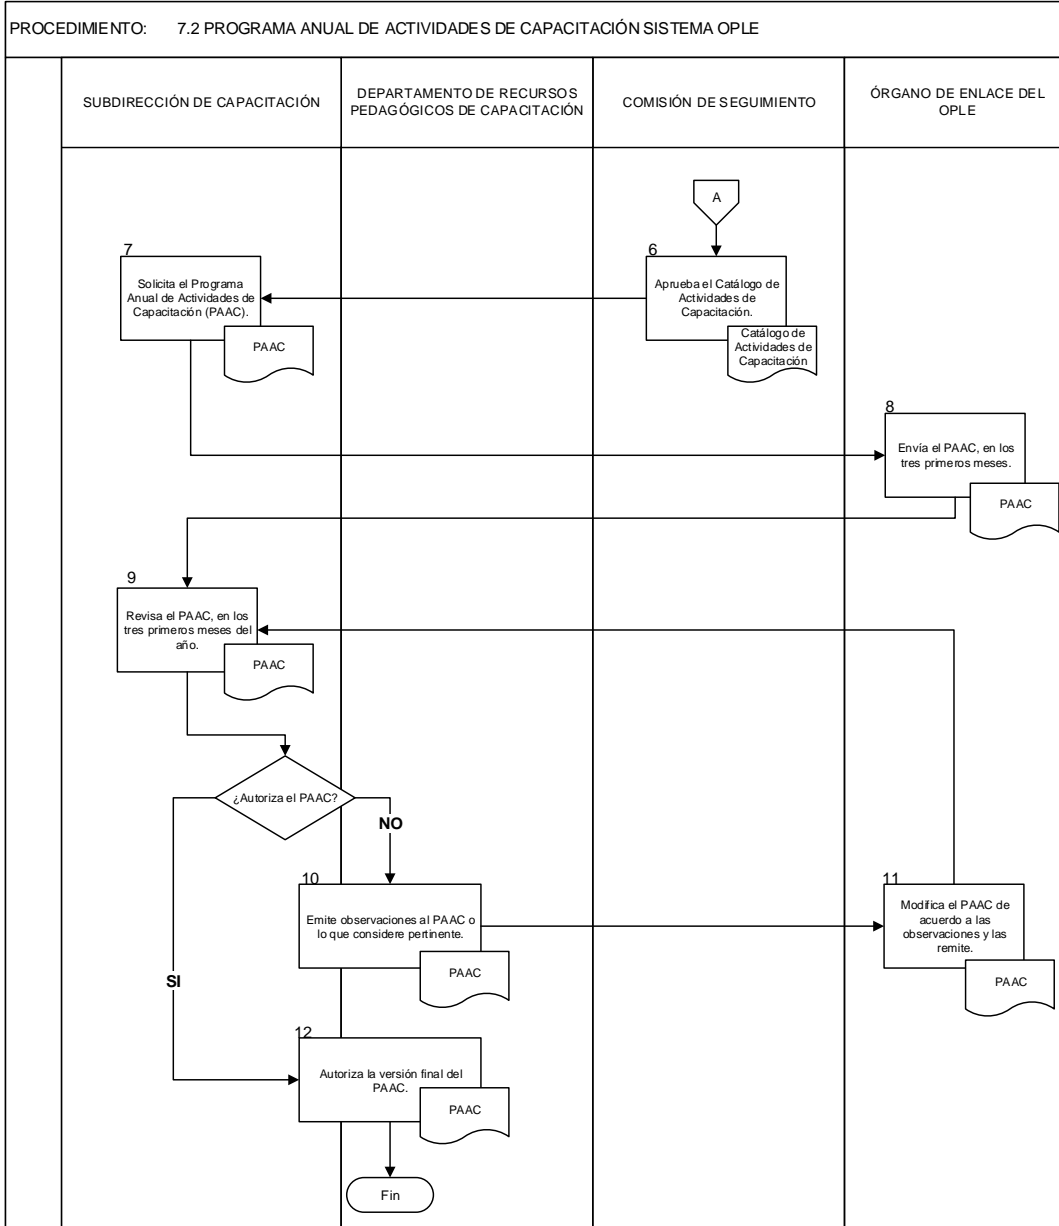 PROCEDIMIENTO: 7.2 PROGRAMA ANUAL DE ACTIVIDADES DE CAPACITACIÓN SISTEMA OPLE
SUBDIRECCIÓN DE CAPACITACIÓN
DEPARTAMENTO DE RECURSOS
PEDAGÓGICOS DE CAPACITACIÓN
COMISIÓN DE SEGUIMIENTO
ÓRGANO DE ENLACE DEL
OPLE
A
6
Aprueba el Catálogo de
Actividades de
Capacitación.
Catálogo de
Actividades de
Capacitación
7
Solicita el Programa
Anual de Actividades de
Capacitación (PAAC).
PAAC
8
Envía el PAAC, en los
tres primeros meses.
PAAC
9
Revisa el PAAC, en los
tres primeros meses del
año.
PAAC
¿Autoriza el PAAC?
NO
SI
10
Emite observaciones al PAAC o
lo que considere pertinente.
PAAC
11
Modifica el PAAC de
acuerdo a las
observaciones y las
remite.
PAAC
12
Autoriza la versión final del
PAAC.
PAAC
Fin